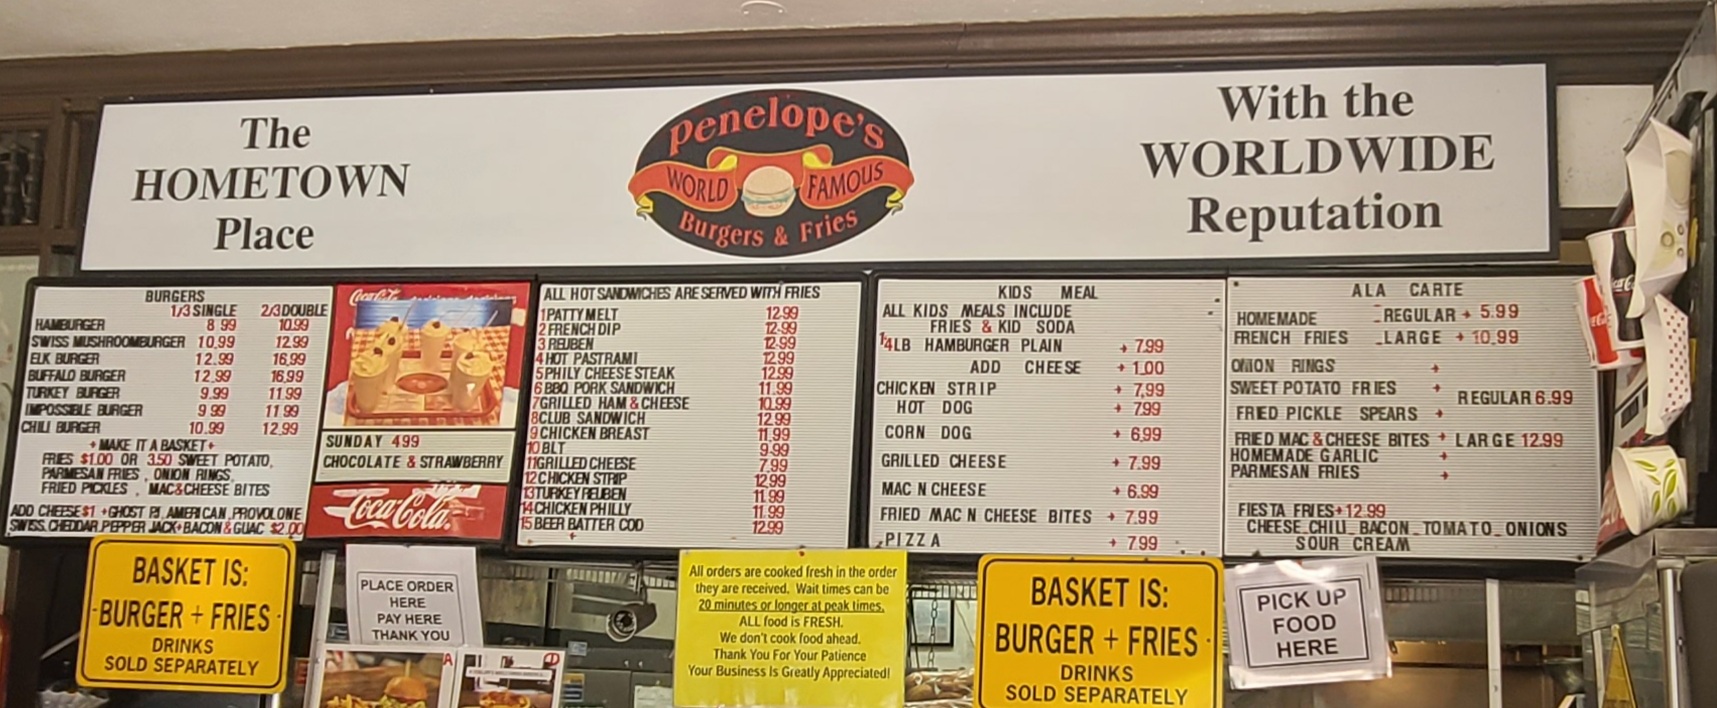 The
HOMETOWN
Place
Penelope's
WORLD FAMOUS
Burgers & Fries
With the
WORLDWIDE
Reputation
BURGERS
1/3 SINGLE 2/3 DOUBLE
HAMBURGER 8 99 10.99
SWISS MUSHROOMBURGER 10,99 12.99
ELK BURGER 12.99 16,99
BUFFALO BURGER 12.99 16,99
TURKEY BURGER 9.99 11.99
IMPOSSIBLE BURGER 9 99 11 99
CHILI BURGER 10.99 12,99
+ MAKE IT A BASKET +
FRIES $1.00 OR 3.50 SWEET POTATO,
PARMESAN FRIES , ONION RINGS,
FRIED PICKLES , MAC&CHEESE BITES
ADD CHEESE $1 +GHOST PJ, AMERICAN, PROVOLONE
SWISS, CHEDDAR, PEPPER JACK+ BACON & GUAC $2.00
Coca-Cola
SUNDAY 4.99
CHOCOLATE & STRAWBERRY
Coca-Cola
ALL HOT SANDWICHES ARE SERVED WITH FRIES
1 PATTY MELT 12.99
2 FRENCH DIP 12-99
3 REUBEN 12-99
4 HOT PASTRAMI 12.99
5 PHILY CHEESE STEAK 12.99
6 BBQ PORK SANDWICH 11.99
7 GRILLED HAM & CHEESE 10.99
8 CLUB SANDWICH 12.99
9 CHICKEN BREAST 11,99
10 BLT 9-99
11 GRILLED CHEESE 7,99
12 CHICKEN STRIP 12,99
13 TURKEY REUBEN 11.99
14 CHICKEN PHILLY 11.99
15 BEER BATTER COD 12.99
KIDS MEAL
ALL KIDS MEALS INCLUDE
FRIES & KID SODA
1/4LB HAMBURGER PLAIN + 7.99
ADD CHEESE + 1.00
CHICKEN STRIP + 7,99
HOT DOG + 7.99
CORN DOG + 6,99
GRILLED CHEESE + 7.99
MAC N CHEESE + 6.99
FRIED MAC N CHEESE BITES + 7.99
PIZZA + 7.99
ALA CARTE
HOMEMADE _REGULAR + 5.99
FRENCH FRIES _LARGE + 10,99
ONION RINGS +
SWEET POTATO FRIES +
REGULAR 6.99
FRIED PICKLE SPEARS +
FRIED MAC & CHEESE BITES + LARGE 12.99
HOMEMADE GARLIC +
PARMESAN FRIES +
FIESTA FRIES+12.99
CHEESE_CHILI_BACON_TOMATO_ONIONS
SOUR CREAM
BASKET IS:
BURGER + FRIES
DRINKS
SOLD SEPARATELY
PLACE ORDER
HERE
PAY HERE
THANK YOU
All orders are cooked fresh in the order
they are received. Wait times can be
20 minutes or longer at peak times.
ALL food is FRESH.
We don't cook food ahead.
Thank You For Your Patience
Your Business Is Greatly Appreciated!
BASKET IS:
BURGER + FRIES
DRINKS
SOLD SEPARATELY
PICK UP
FOOD
HERE